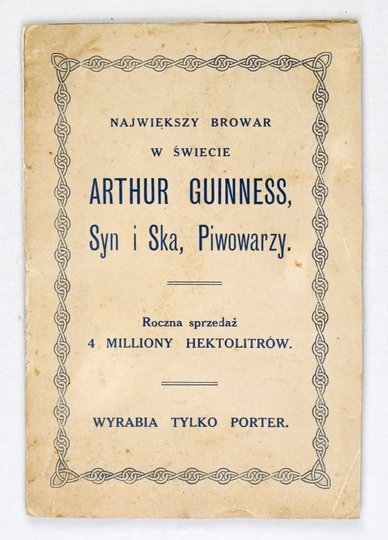 NAJWIĘKSZY BROWAR
W ŚWIECIE
ARTHUR GUINNESS,
Syn i Ska, Piwowarzy.
Roczna sprzedaż
4 MILLIONY HEKTOLITRÓW.
WYRABIA TYLKO PORTER.